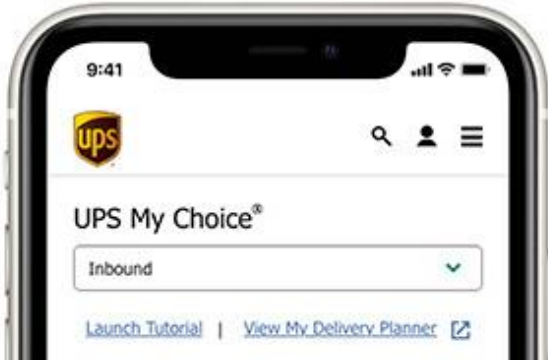 9:41
ups
UPS My Choice®
Inbound
Launch Tutorial | View My Delivery Planner